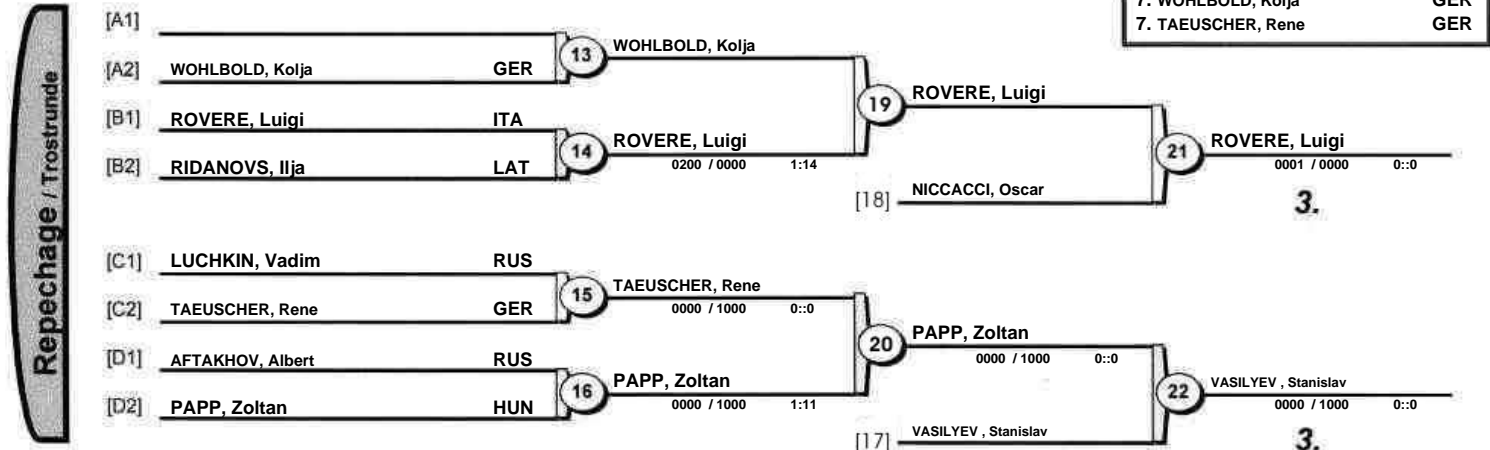 7. WOHLBOLD, Kolja GER
7. TAEUSCHER, Rene GER
Repechage / Trostrunde
[A1]
[A2] WOHLBOLD, Kolja GER
13 WOHLBOLD, Kolja
[B1] ROVERE, Luigi ITA
[B2] RIDANOVS, Ilja LAT
14 ROVERE, Luigi
0200 / 0000 1:14
19 ROVERE, Luigi
[18] NICCACCI, Oscar
21 ROVERE, Luigi
0001 / 0000 0::0
3.
[C1] LUCHKIN, Vadim RUS
[C2] TAEUSCHER, Rene GER
15 TAEUSCHER, Rene
0000 / 1000 0::0
[D1] AFTAKHOV, Albert RUS
[D2] PAPP, Zoltan HUN
16 PAPP, Zoltan
0000 / 1000 1:11
20 PAPP, Zoltan
0000 / 1000 0::0
[17] VASILYEV , Stanislav
22 VASILYEV , Stanislav
0000 / 1000 0::0
3.